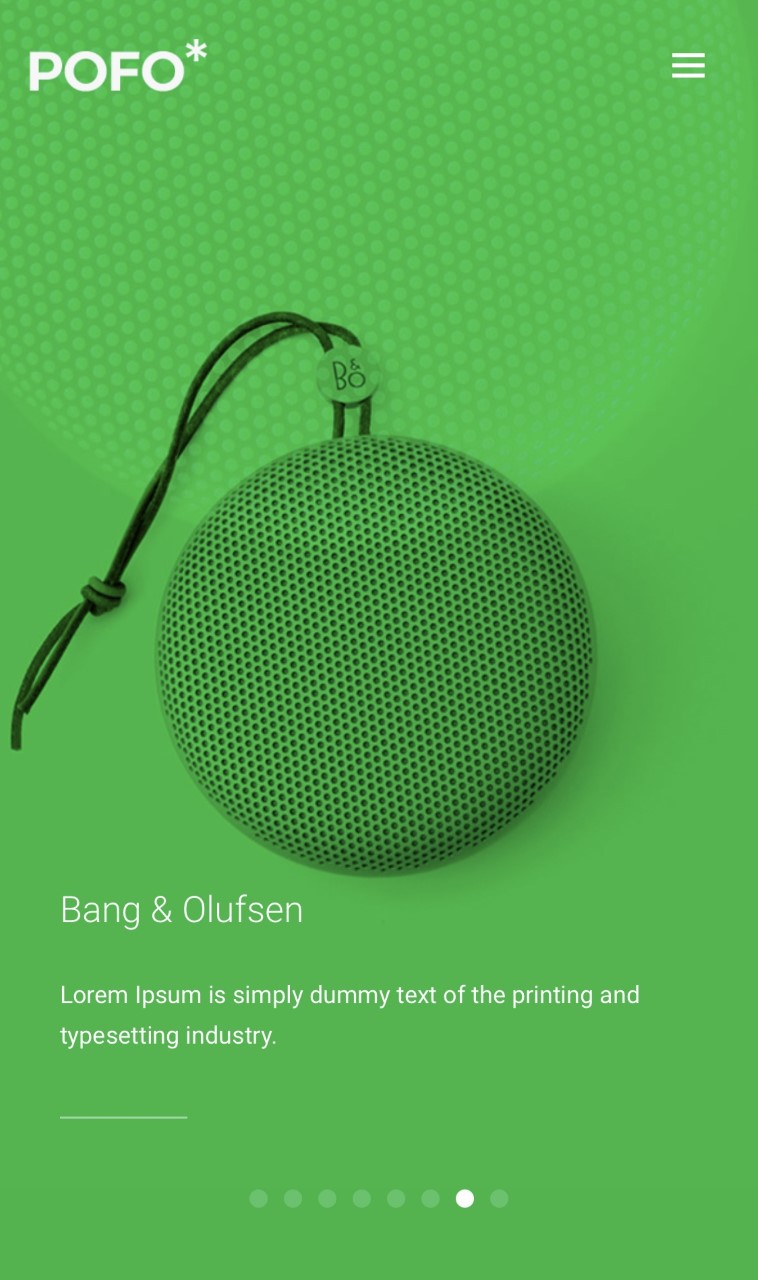 POFO*
B&O
Bang & Olufsen
Lorem Ipsum is simply dummy text of the printing and
typesetting industry.